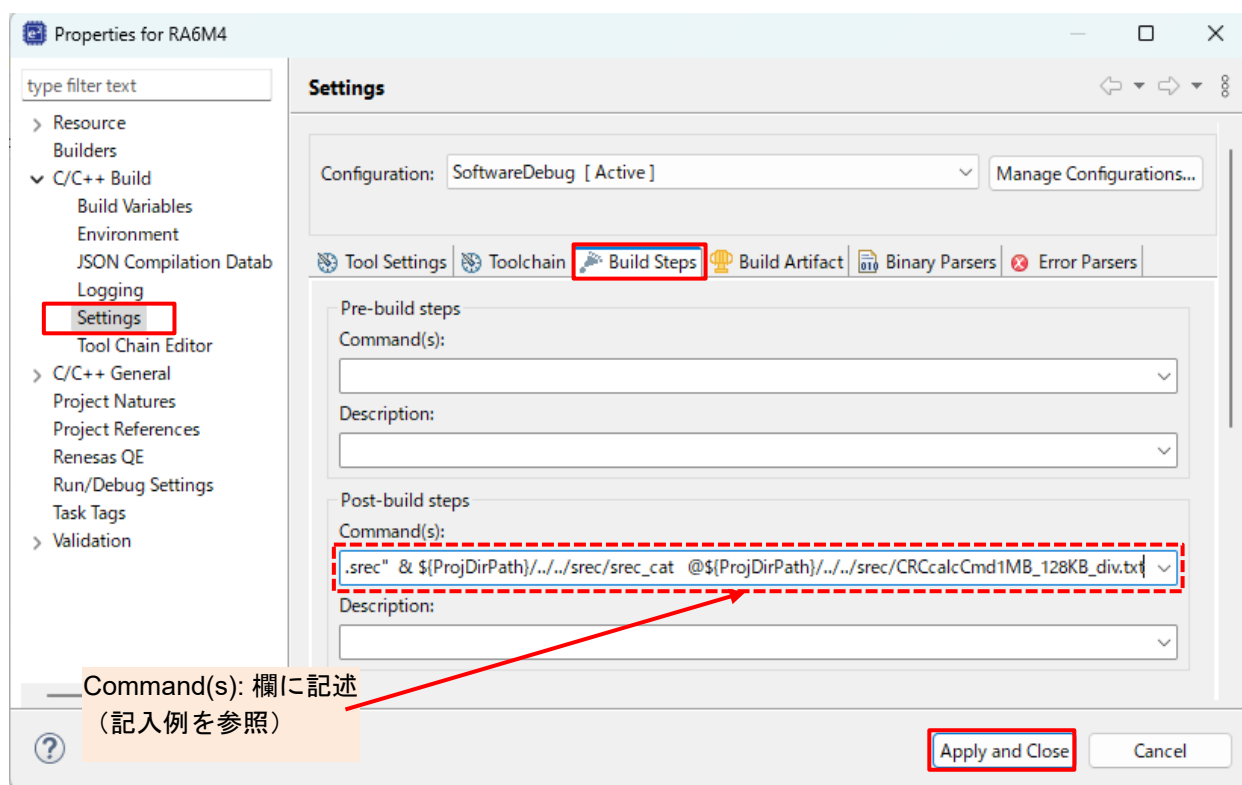 Properties for RA6M4
type filter text
Settings
Resource
Builders
C/C++ Build
Build Variables
Environment
JSON Compilation Datab
Logging
Settings
Tool Chain Editor
C/C++ General
Project Natures
Project References
Renesas QE
Run/Debug Settings
Task Tags
Validation
Configuration: SoftwareDebug [ Active ] Manage Configurations...
Tool Settings Toolchain Build Steps Build Artifact Binary Parsers Error Parsers
Pre-build steps
Command(s):
Description:
Post-build steps
Command(s):
.srec" & ${ProjDirPath}/../../srec/srec_cat @${ProjDirPath}/../../srec/CRCcalcCmd1MB_128KB_div.txt
Description:
Command(s): 欄に記述
（記入例を参照）
Apply and Close Cancel